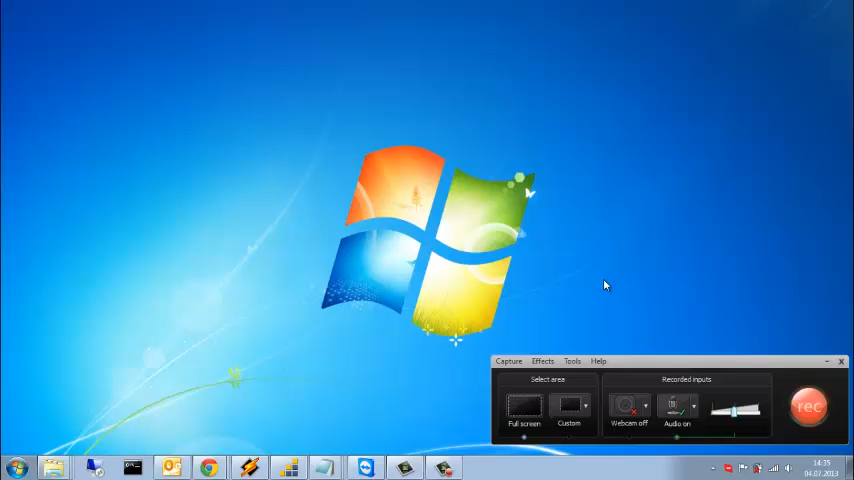 Capture Effects Tools Help
Select area
Recorded inputs
Full screen
Custom
Webcam off
Audio on
rec
14:35
04.07.2013